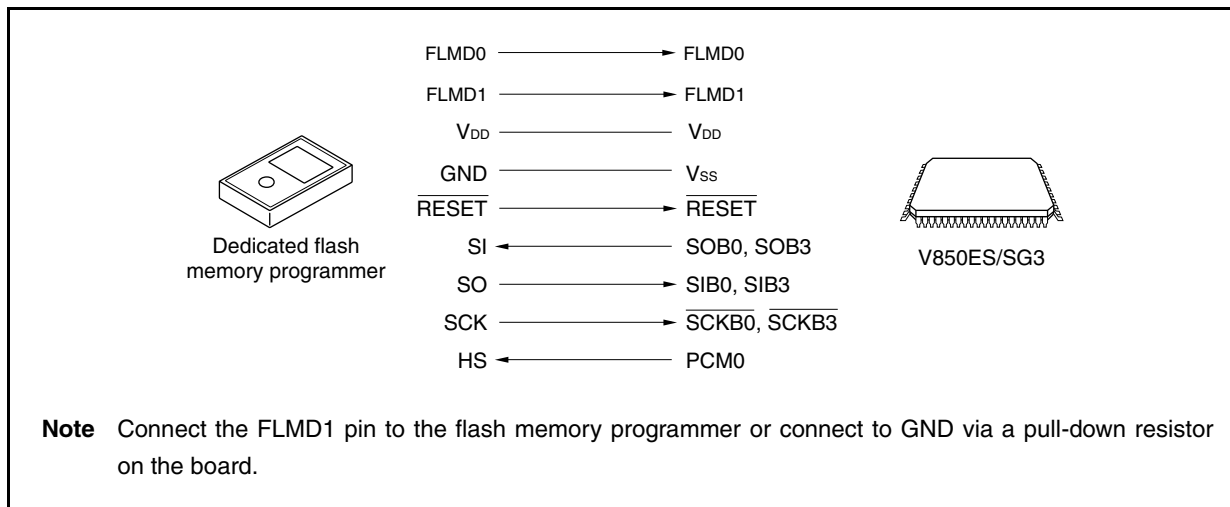 FLMD0 FLMD0
FLMD1 FLMD1
VDD VDD
GND VSS
RESET RESET
SI SOB0, SOB3
SO SIB0, SIB3
SCK SCKB0, SCKB3
HS PCM0
Dedicated flash
memory programmer
V850ES/SG3
Note Connect the FLMD1 pin to the flash memory programmer or connect to GND via a pull-down resistor
on the board.